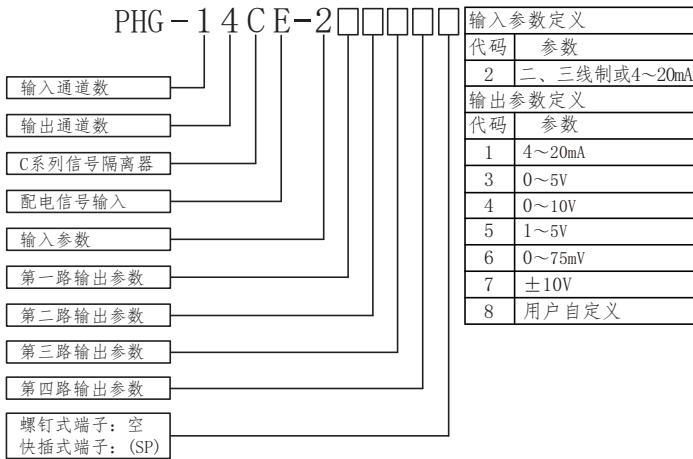 PHG-14CE-2□□□□□
输入通道数
输出通道数
C系列信号隔离器
配电信号输入
输入参数
第一路输出参数
第二路输出参数
第三路输出参数
第四路输出参数
螺钉式端子：空
快插式端子：(SP)
输入参数定义
代码 参数
2 二、三线制或4～20mA
输出参数定义
代码 参数
1 4～20mA
3 0～5V
4 0～10V
5 1～5V
6 0～75mV
7 ±10V
8 用户自定义